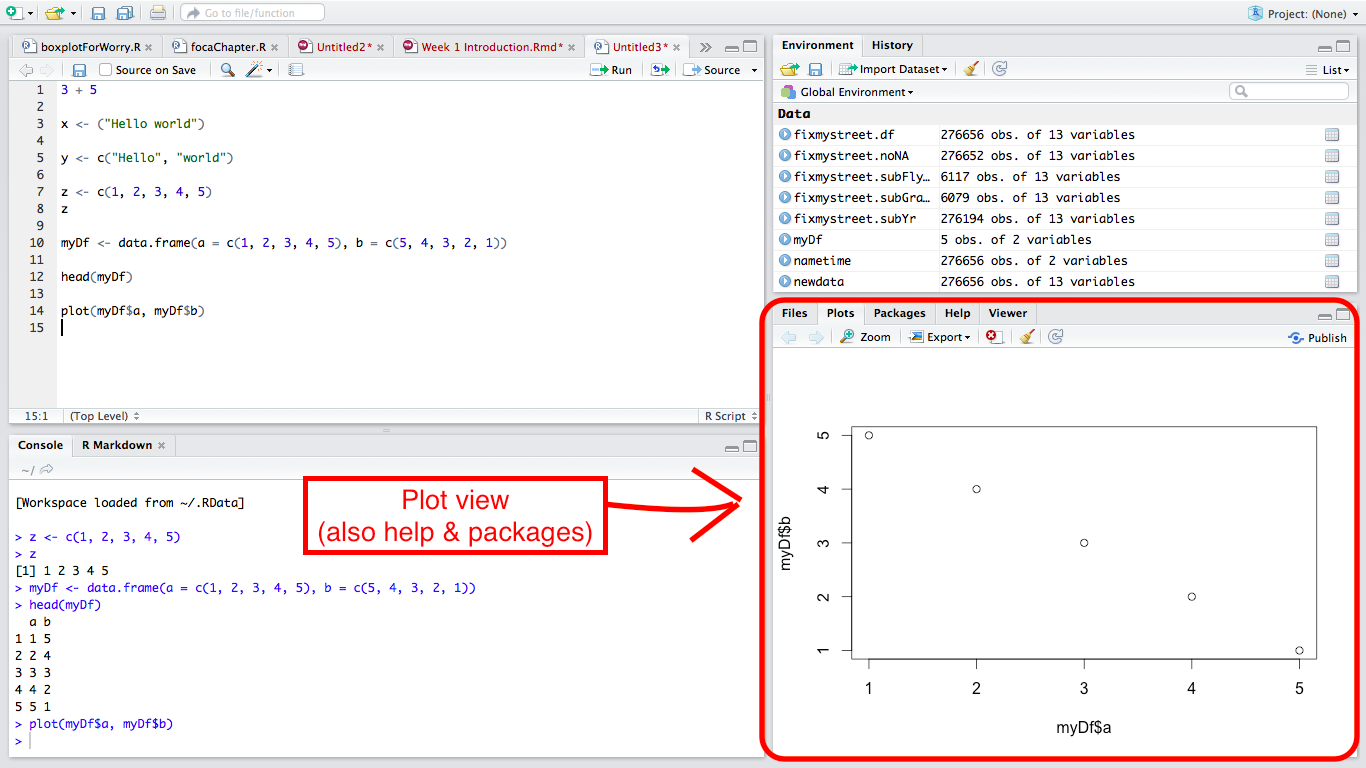 Go to file/function
Project: (None)
boxplotForWorry.R
focaChapter.R
Untitled2*
Week 1 Introduction.Rmd*
Untitled3*
Source on Save
Run
Source
1 3 + 5
2
3 x <- ("Hello world")
4
5 y <- c("Hello", "world")
6
7 z <- c(1, 2, 3, 4, 5)
8 z
9
10 myDf <- data.frame(a = c(1, 2, 3, 4, 5), b = c(5, 4, 3, 2, 1))
11
12 head(myDf)
13
14 plot(myDf$a, myDf$b)
15
15:1 (Top Level) R Script
Console R Markdown
~/
[Workspace loaded from ~/.RData]
> z <- c(1, 2, 3, 4, 5)
> z
[1] 1 2 3 4 5
> myDf <- data.frame(a = c(1, 2, 3, 4, 5), b = c(5, 4, 3, 2, 1))
> head(myDf)
a b
1 1 5
2 2 4
3 3 3
4 4 2
5 5 1
> plot(myDf$a, myDf$b)
>
Plot view
(also help & packages)
Environment History
Import Dataset List
Global Environment
Data
fixmystreet.df 276656 obs. of 13 variables
fixmystreet.noNA 276652 obs. of 13 variables
fixmystreet.subFly… 6117 obs. of 13 variables
fixmystreet.subGra… 6079 obs. of 13 variables
fixmystreet.subYr 276194 obs. of 13 variables
myDf 5 obs. of 2 variables
nametime 276656 obs. of 2 variables
newdata 276656 obs. of 13 variables
Files Plots Packages Help Viewer
Zoom Export Publish
5
4
3
2
1
myDf$b
1 2 3 4 5
myDf$a